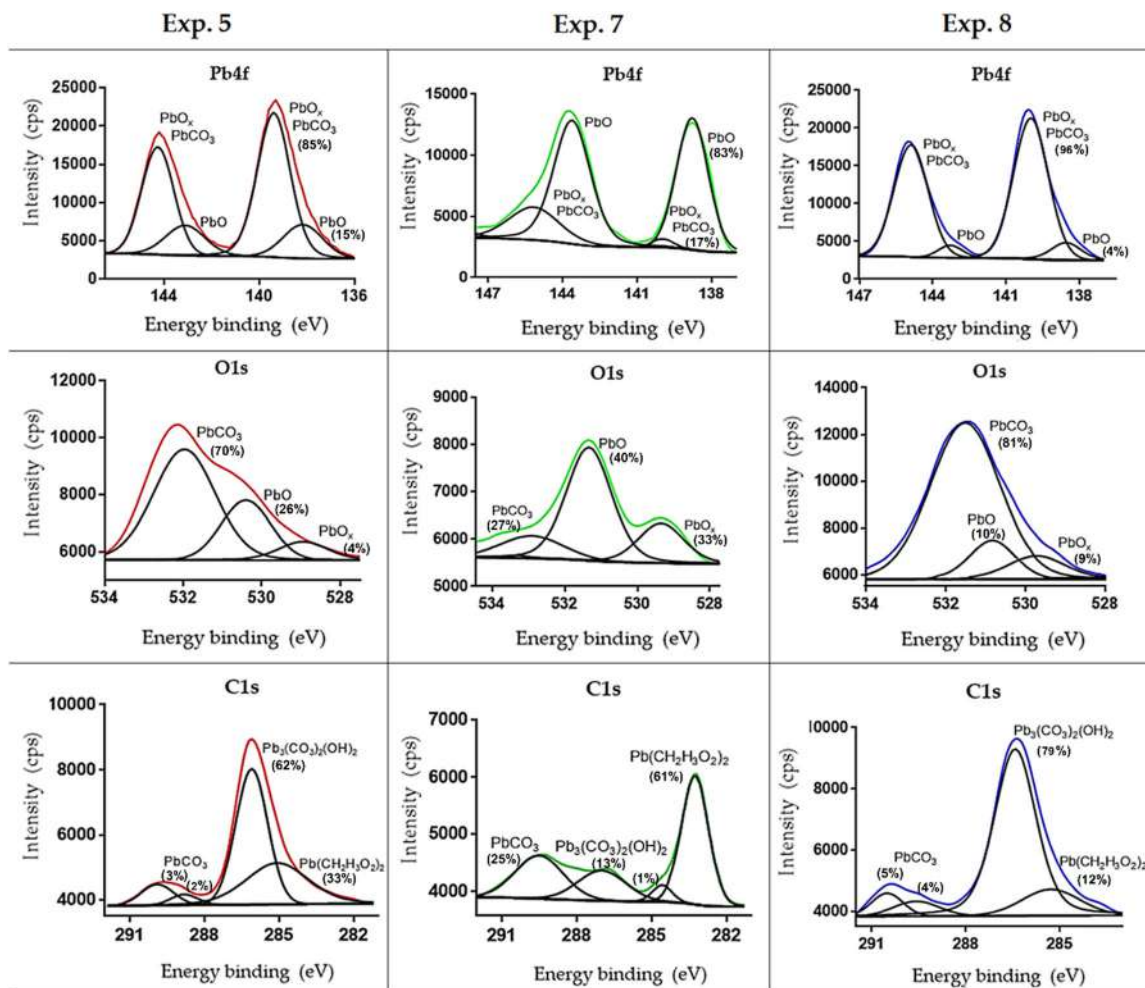 Exp. 5
Exp. 7
Exp. 8
Pb4f
25000
20000
15000
10000
5000
0
Intensity (cps)
PbOₓ
PbCO₃
PbO
PbOₓ
PbCO₃
(85%)
PbO
(15%)
144
140
136
Energy binding (eV)
Pb4f
15000
10000
5000
0
Intensity (cps)
PbO
PbOₓ
PbCO₃
PbO
(83%)
PbOₓ
PbCO₃
(17%)
147
144
141
138
Energy binding (eV)
Pb4f
25000
20000
15000
10000
5000
0
Intensity (cps)
PbOₓ
PbCO₃
PbO
PbOₓ
PbCO₃
(96%)
PbO
(4%)
147
144
141
138
Energy binding (eV)
O1s
12000
10000
8000
6000
Intensity (cps)
PbCO₃
(70%)
PbO
(26%)
PbOₓ
(4%)
534
532
530
528
Energy binding (eV)
O1s
9000
8000
7000
6000
5000
Intensity (cps)
PbCO₃
(27%)
PbO
(40%)
PbOₓ
(33%)
534
531
528
Energy binding (eV)
O1s
14000
12000
10000
8000
6000
Intensity (cps)
PbCO₃
(81%)
PbO
(10%)
PbOₓ
(9%)
534
532
530
528
Energy binding (eV)
C1s
10000
8000
6000
4000
Intensity (cps)
PbCO₃
(3%)
(2%)
Pb₃(CO₃)₂(OH)₂
(62%)
Pb(CH₂H₃O₂)₂
(33%)
291
288
285
282
Energy binding (eV)
C1s
7000
6000
5000
4000
Intensity (cps)
PbCO₃
(25%)
Pb₃(CO₃)₂(OH)₂
(13%)
(1%)
Pb(CH₂H₃O₂)₂
(61%)
291
288
285
282
Energy binding (eV)
C1s
10000
8000
6000
4000
Intensity (cps)
PbCO₃
(5%)
(4%)
Pb₃(CO₃)₂(OH)₂
(79%)
Pb(CH₂H₃O₂)₂
(12%)
291
288
285
Energy binding (eV)